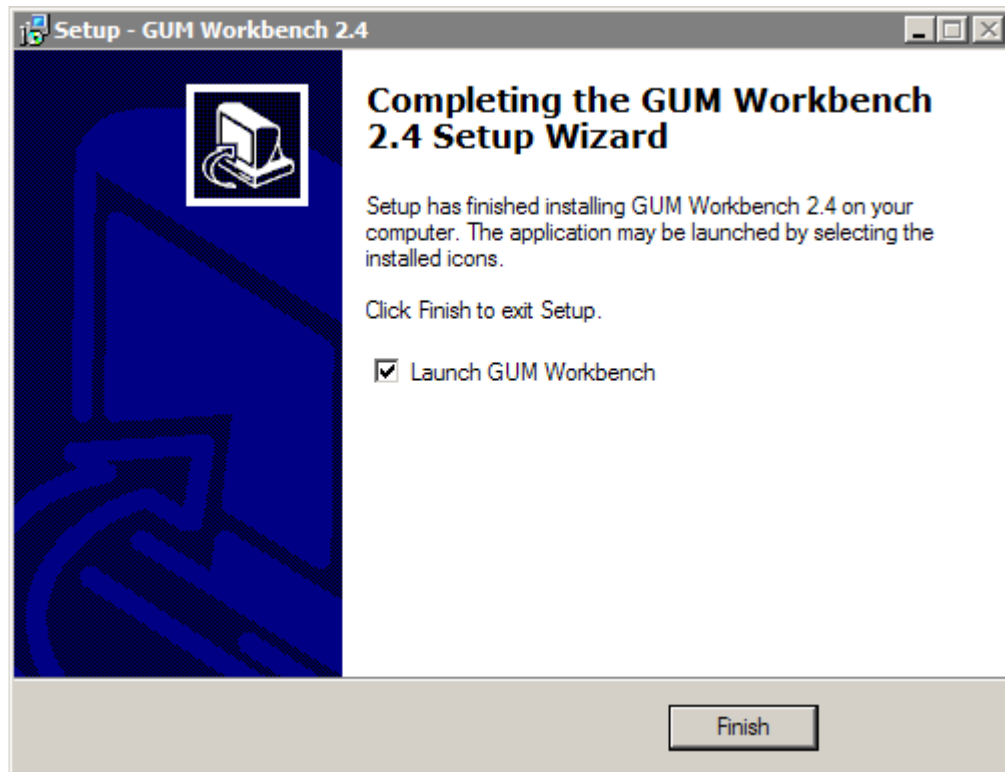 Setup - GUM Workbench 2.4
Completing the GUM Workbench
2.4 Setup Wizard
Setup has finished installing GUM Workbench 2.4 on your
computer. The application may be launched by selecting the
installed icons.
Click Finish to exit Setup.
Launch GUM Workbench
Finish